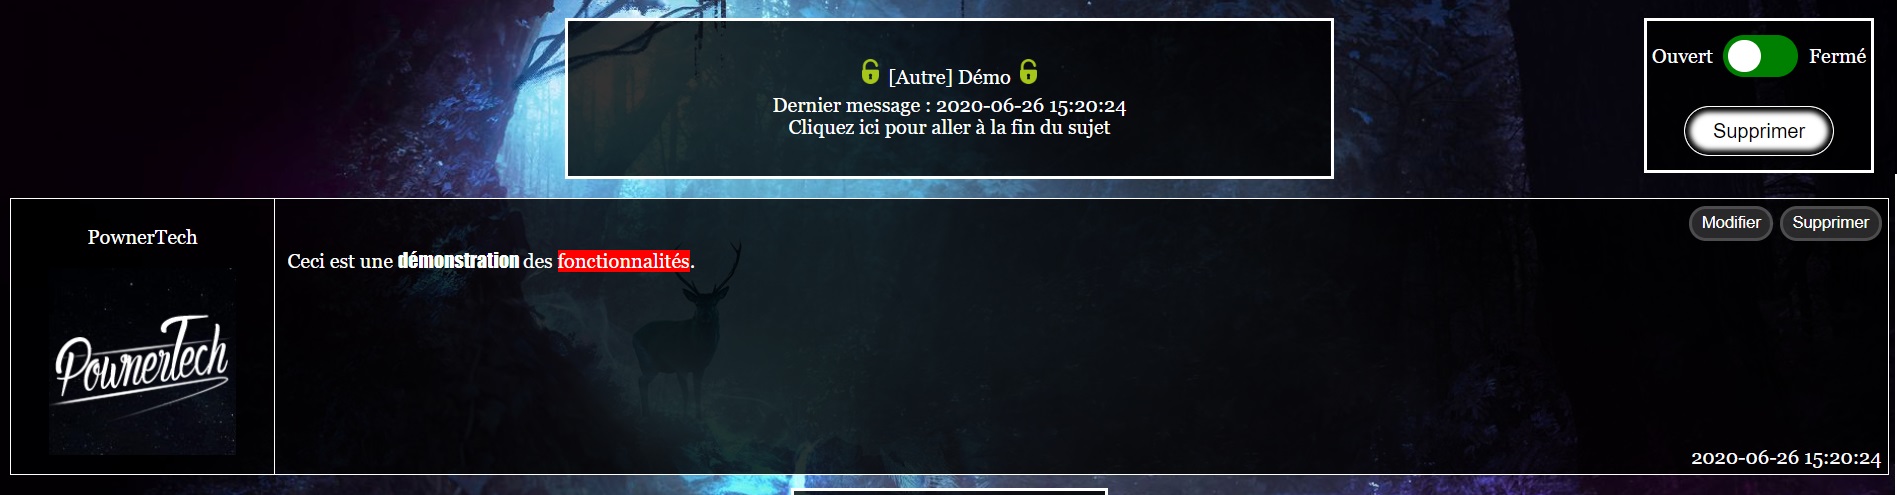 [Autre] Démo
Dernier message : 2020-06-26 15:20:24
Cliquez ici pour aller à la fin du sujet
Ouvert Fermé
Supprimer
PownerTech
PownerTech
Modifier Supprimer
Ceci est une démonstration des fonctionnalités.
2020-06-26 15:20:24